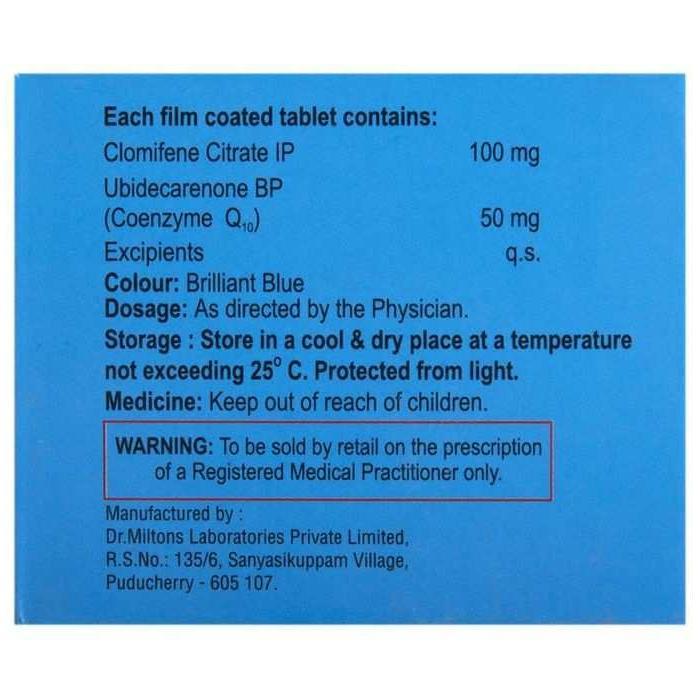 Each film coated tablet contains:
Clomifene Citrate IP 100 mg
Ubidecarenone BP
(Coenzyme Q₁₀) 50 mg
Excipients q.s.
Colour: Brilliant Blue
Dosage: As directed by the Physician.
Storage : Store in a cool & dry place at a temperature
not exceeding 25° C. Protected from light.
Medicine: Keep out of reach of children.
WARNING: To be sold by retail on the prescription
of a Registered Medical Practitioner only.
Manufactured by :
Dr.Miltons Laboratories Private Limited,
R.S.No.: 135/6, Sanyasikuppam Village,
Puducherry - 605 107.